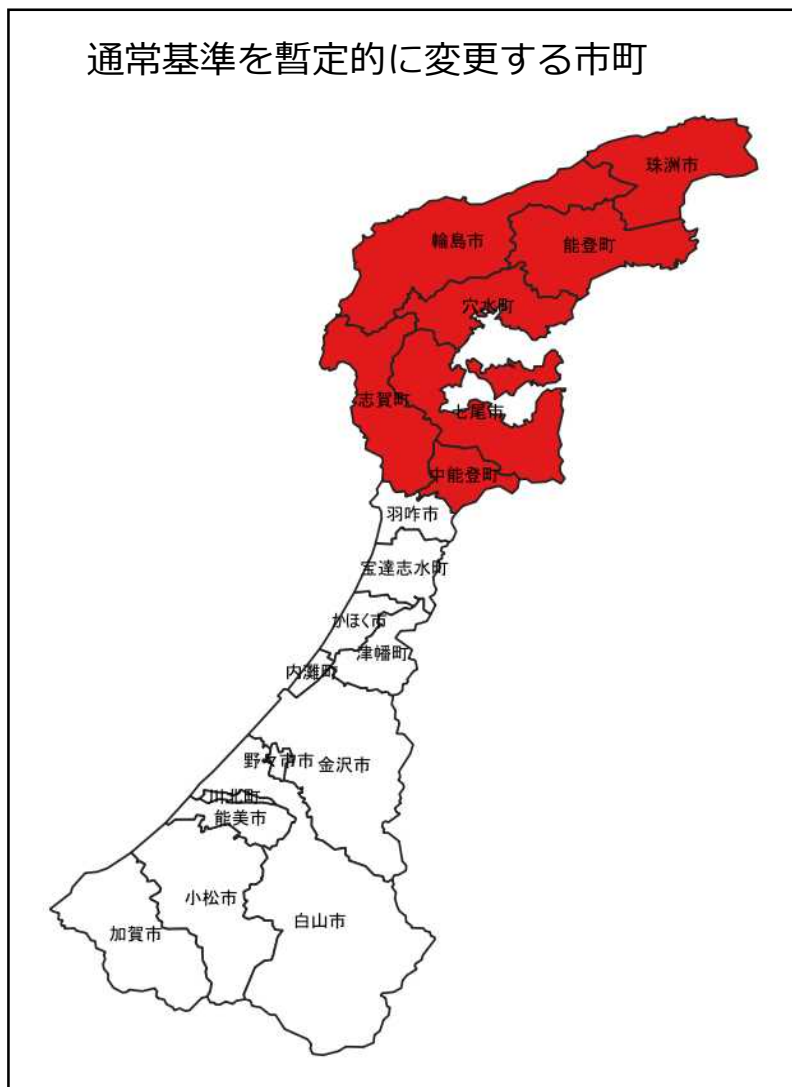 通常基準を暫定的に変更する市町
珠洲市
輪島市
能登町
穴水町
志賀町
七尾市
中能登町
羽咋市
宝達志水町
かほく市
津幡町
内灘町
野々市市
金沢市
川北町
能美市
小松市
白山市
加賀市